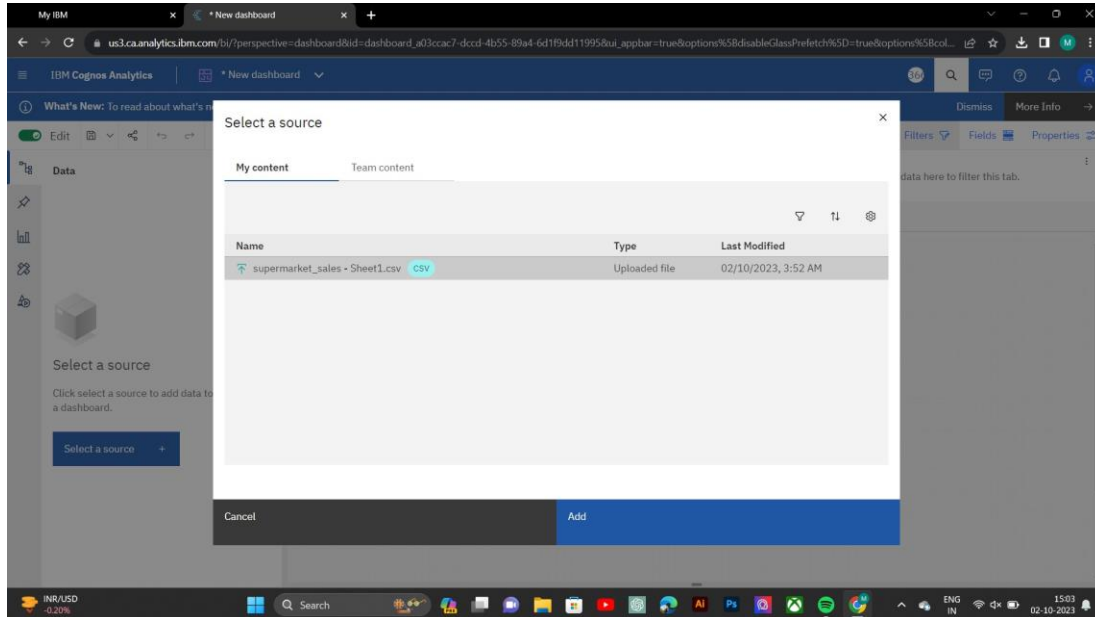 My IBM
* New dashboard
us3.ca.analytics.ibm.com/bi/?perspective=dashboard&id=dashboard_a03ccac7-dccd-4b55-89a4-6d1f9dd11995&ui_appbar=true&options%5BdisableGlassPrefetch%5D=true&options%5Bcol...
IBM Cognos Analytics
* New dashboard
What's New: To read about what's n
Dismiss
More Info
Edit
Filters
Fields
Properties
Data
data here to filter this tab.
Select a source
Click select a source to add data to
a dashboard.
Select a source +
Select a source
My content
Team content
Name
Type
Last Modified
supermarket_sales - Sheet1.csv
CSV
Uploaded file
02/10/2023, 3:52 AM
Cancel
Add
INR/USD
-0.20%
Search
Ai
Ps
ENG
IN
15:03
02-10-2023